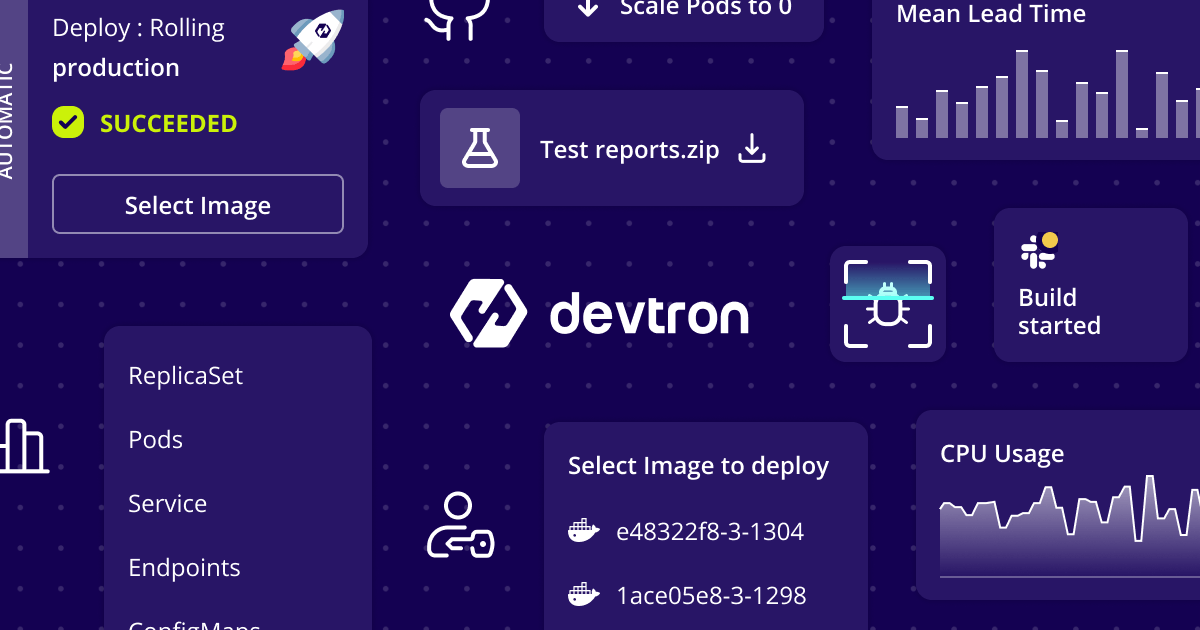 AUTOMATIC
Deploy : Rolling
production
SUCCEEDED
Select Image
Scale Pods to 0
Mean Lead Time
Test reports.zip
Build
started
devtron
ReplicaSet
Pods
Service
Endpoints
ConfigMaps
Select Image to deploy
e48322f8-3-1304
1ace05e8-3-1298
CPU Usage